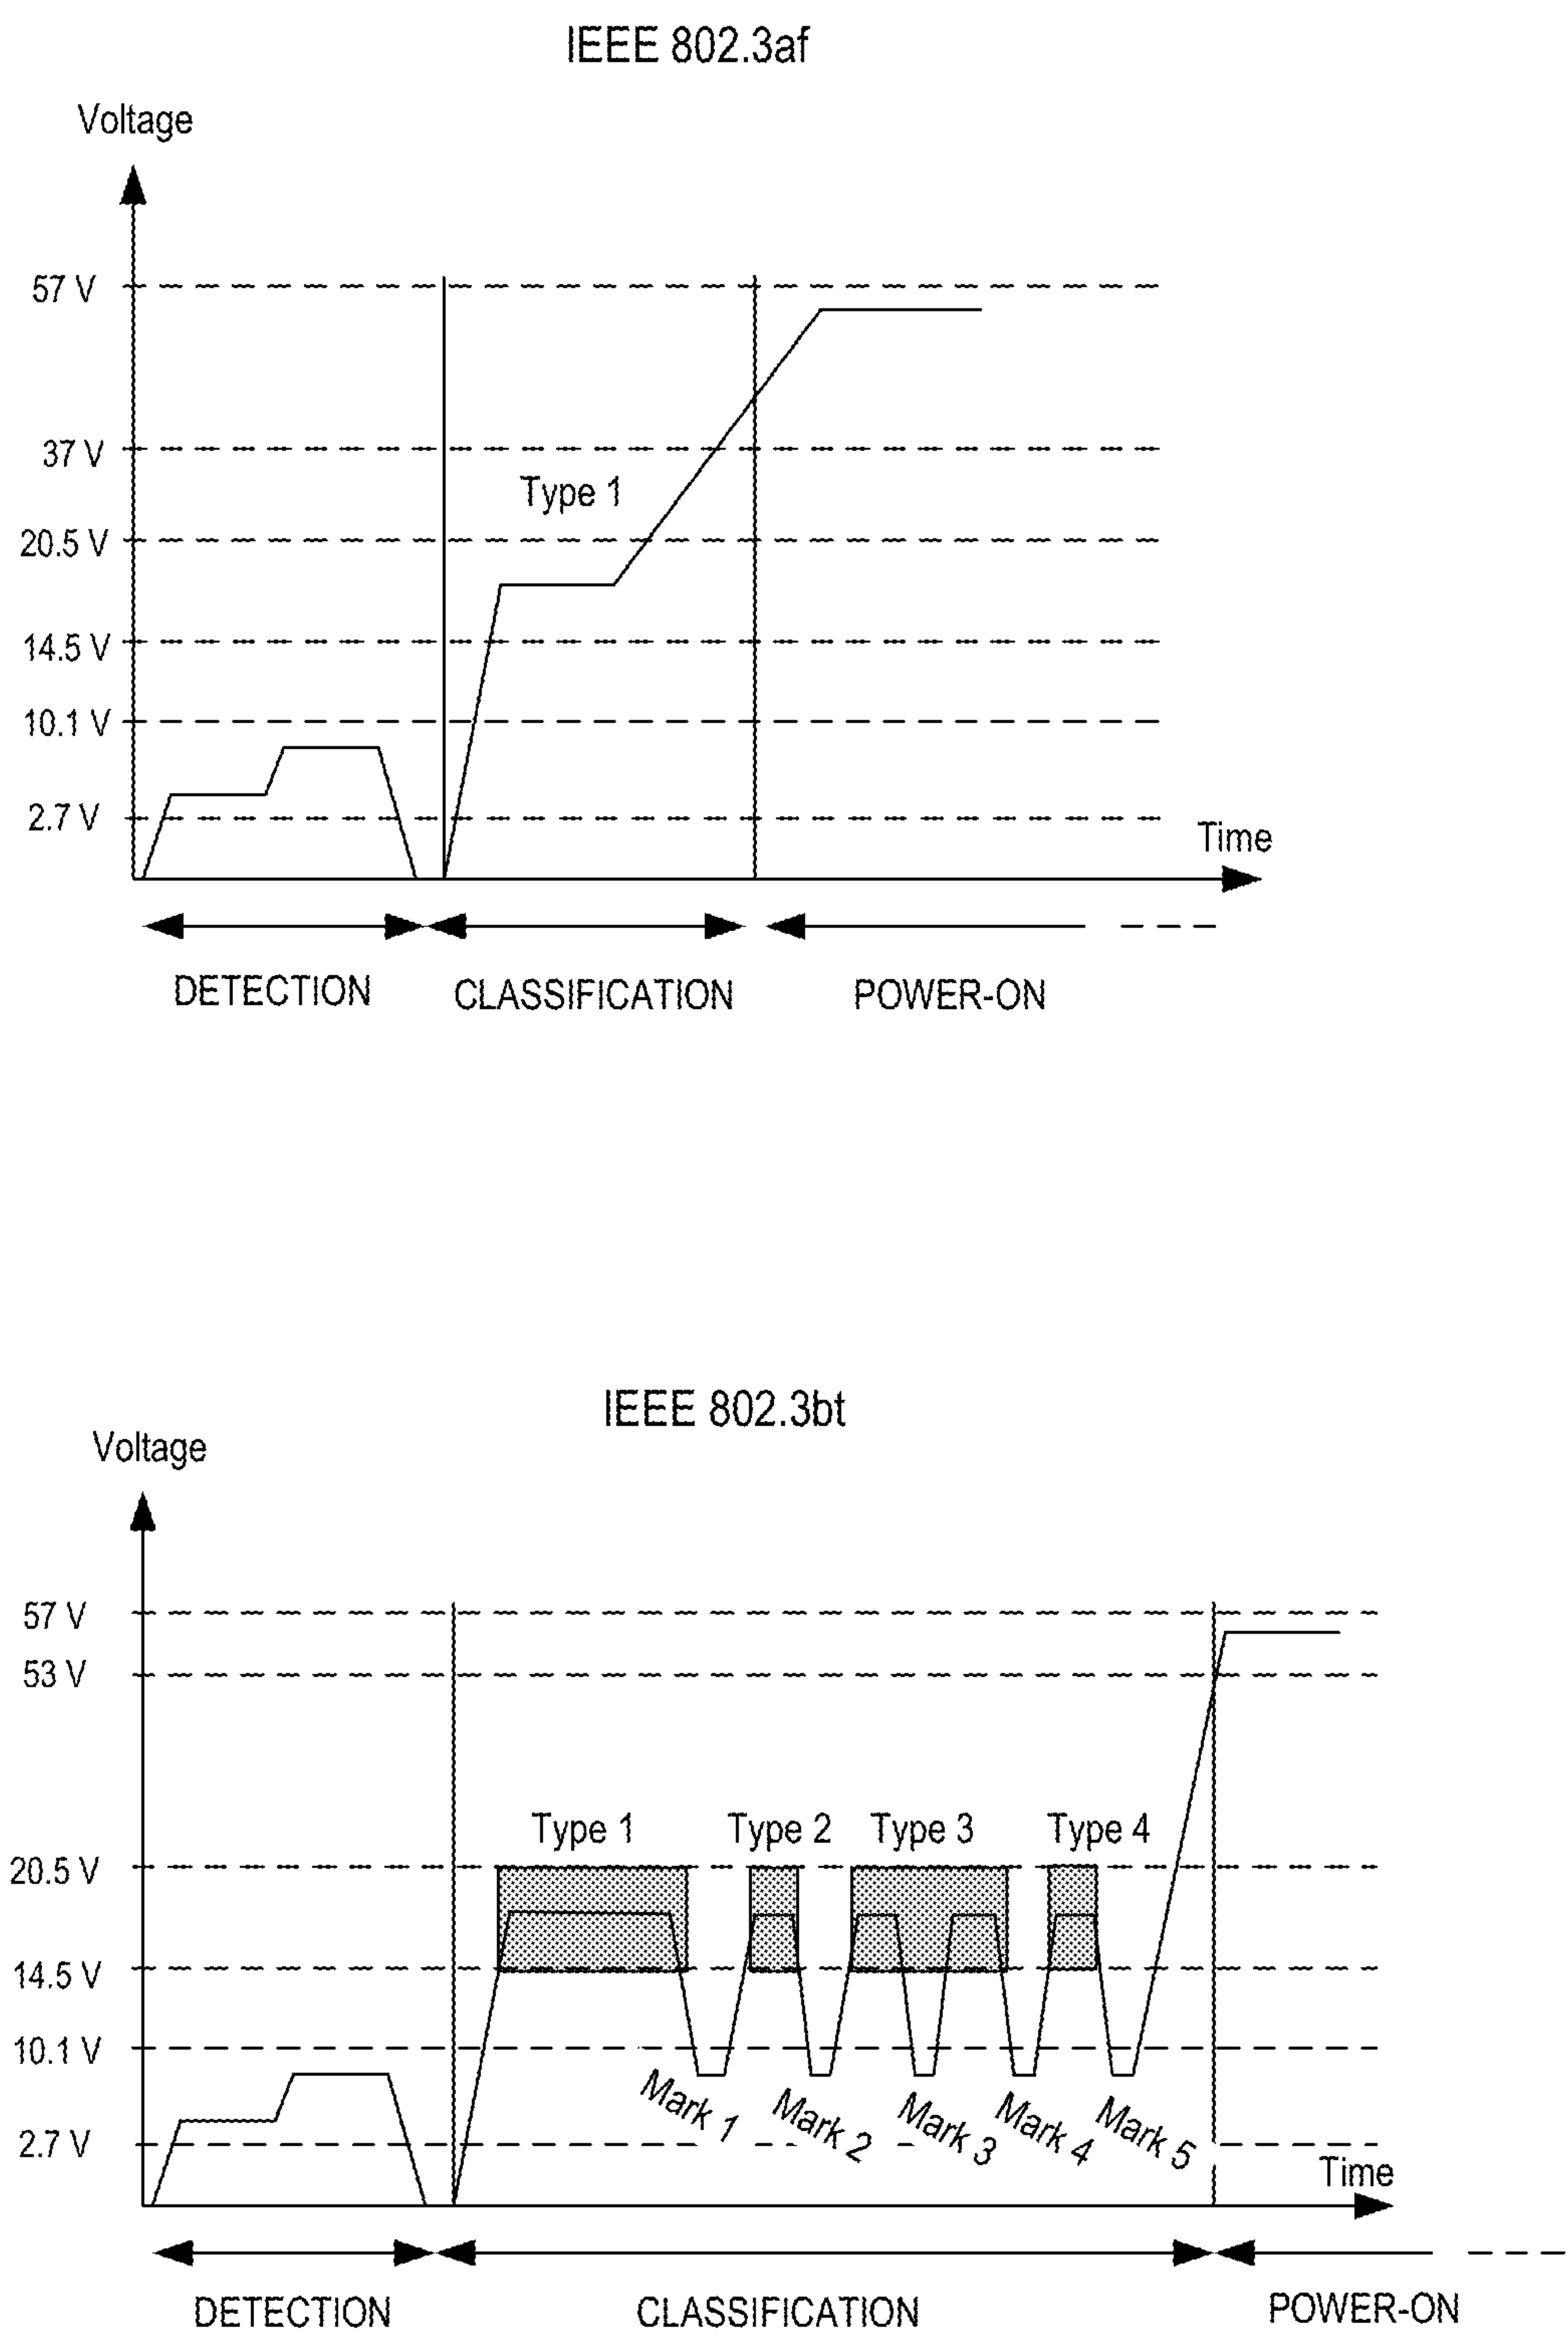 IEEE 802.3af
Voltage
57 V
37 V
Type 1
20.5 V
14.5 V
10.1 V
2.7 V
Time
DETECTION CLASSIFICATION POWER-ON
IEEE 802.3bt
Voltage
57 V
53 V
Type 1 Type 2 Type 3 Type 4
20.5 V
14.5 V
10.1 V
Mark 1 Mark 2 Mark 3 Mark 4 Mark 5
2.7 V
Time
DETECTION CLASSIFICATION POWER-ON